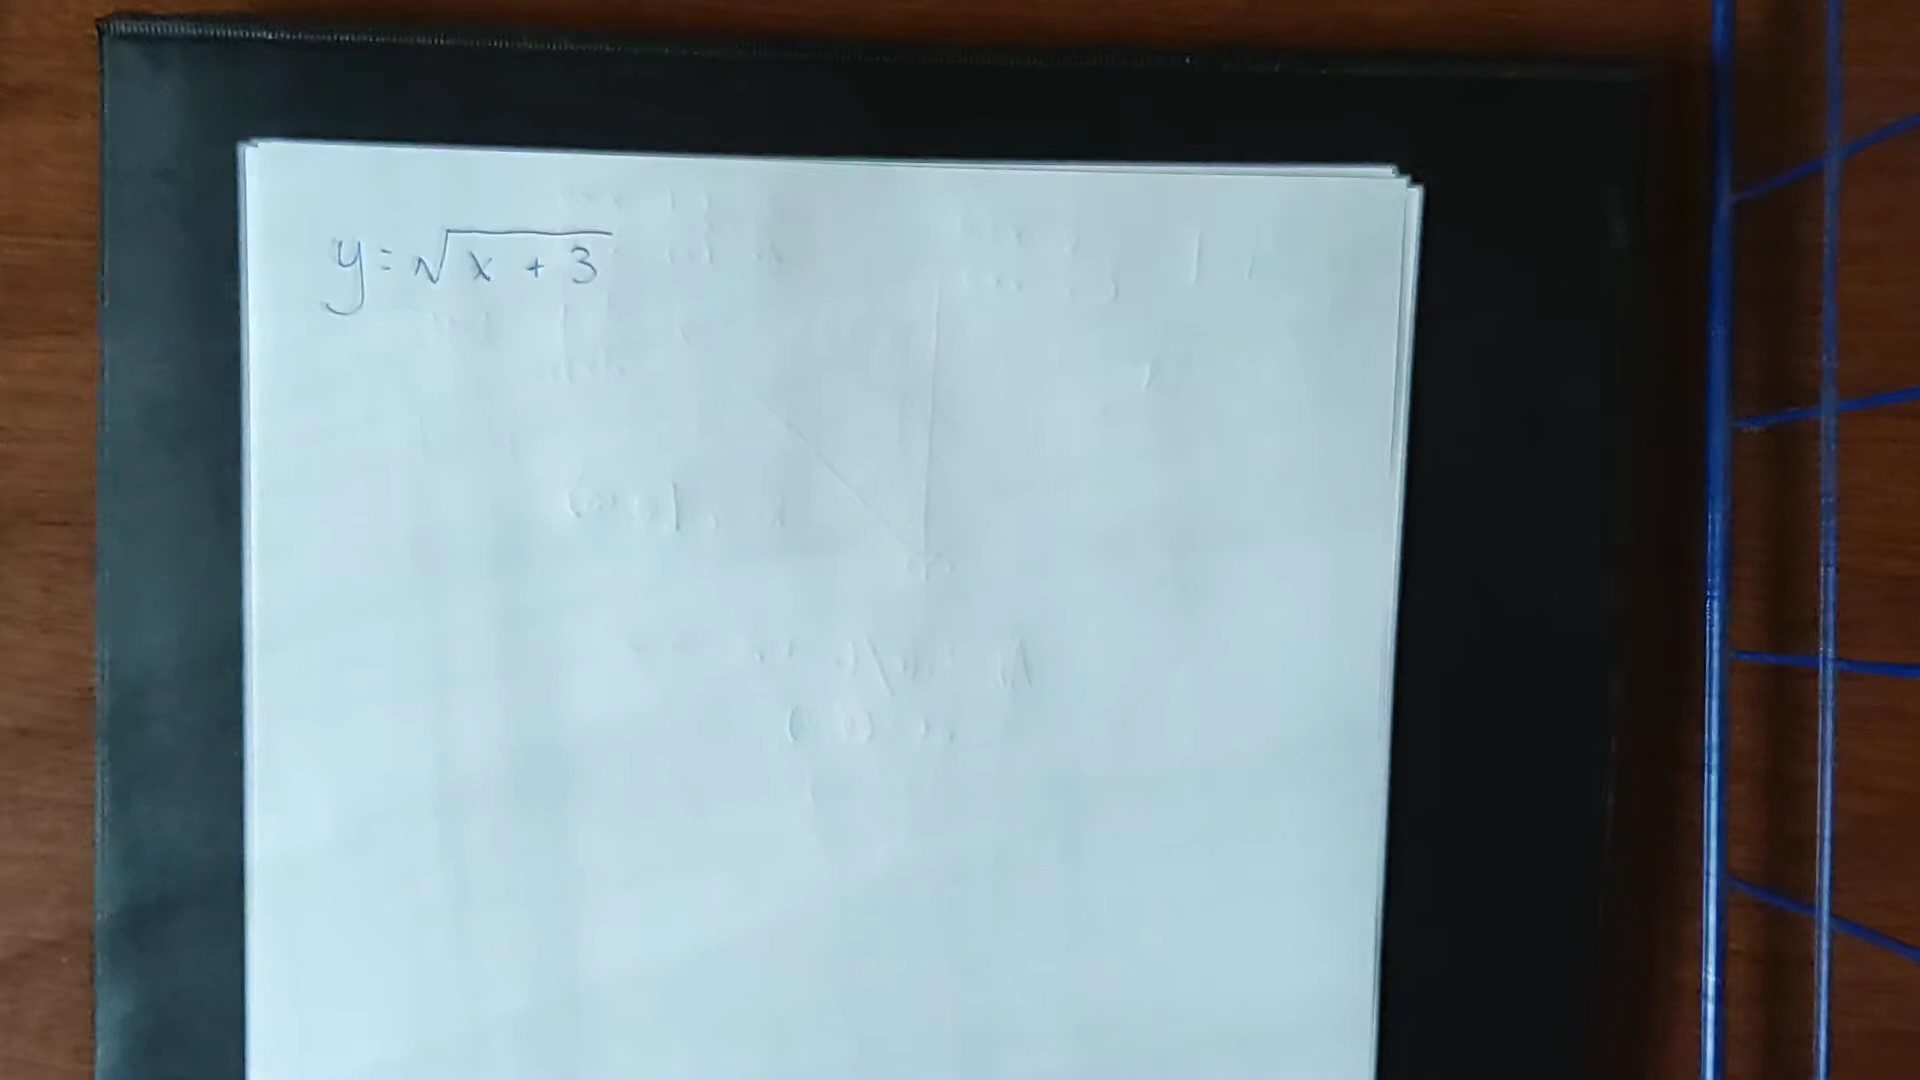 y = √(x + 3)